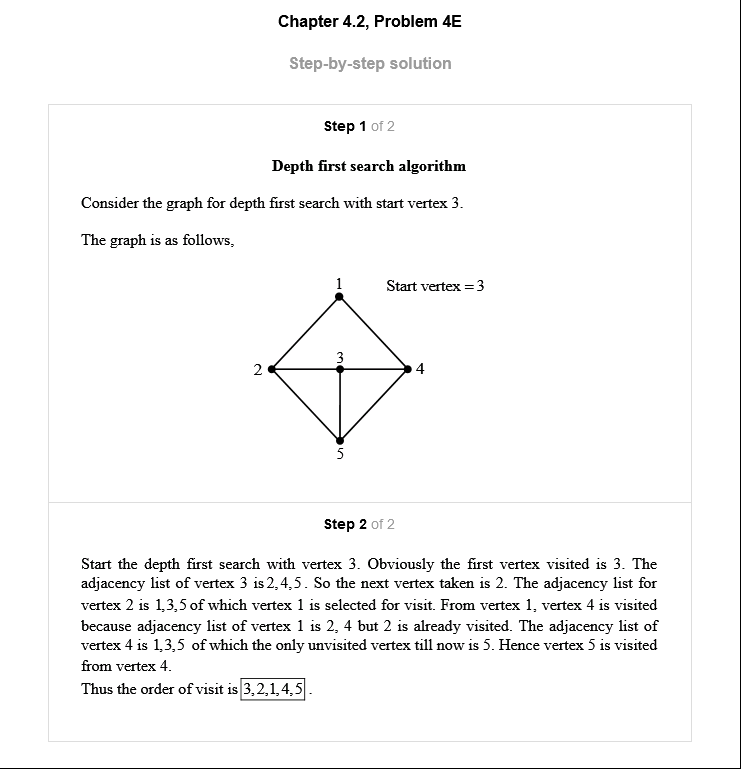 Chapter 4.2, Problem 4E
Step-by-step solution
Step 1 of 2
Depth first search algorithm
Consider the graph for depth first search with start vertex 3.
The graph is as follows,
1
Start vertex = 3
2
3
4
5
Step 2 of 2
Start the depth first search with vertex 3. Obviously the first vertex visited is 3. The
adjacency list of vertex 3 is 2,4,5. So the next vertex taken is 2. The adjacency list for
vertex 2 is 1,3,5 of which vertex 1 is selected for visit. From vertex 1, vertex 4 is visited
because adjacency list of vertex 1 is 2, 4 but 2 is already visited. The adjacency list of
vertex 4 is 1,3,5 of which the only unvisited vertex till now is 5. Hence vertex 5 is visited
from vertex 4.
Thus the order of visit is 3,2,1,4,5.